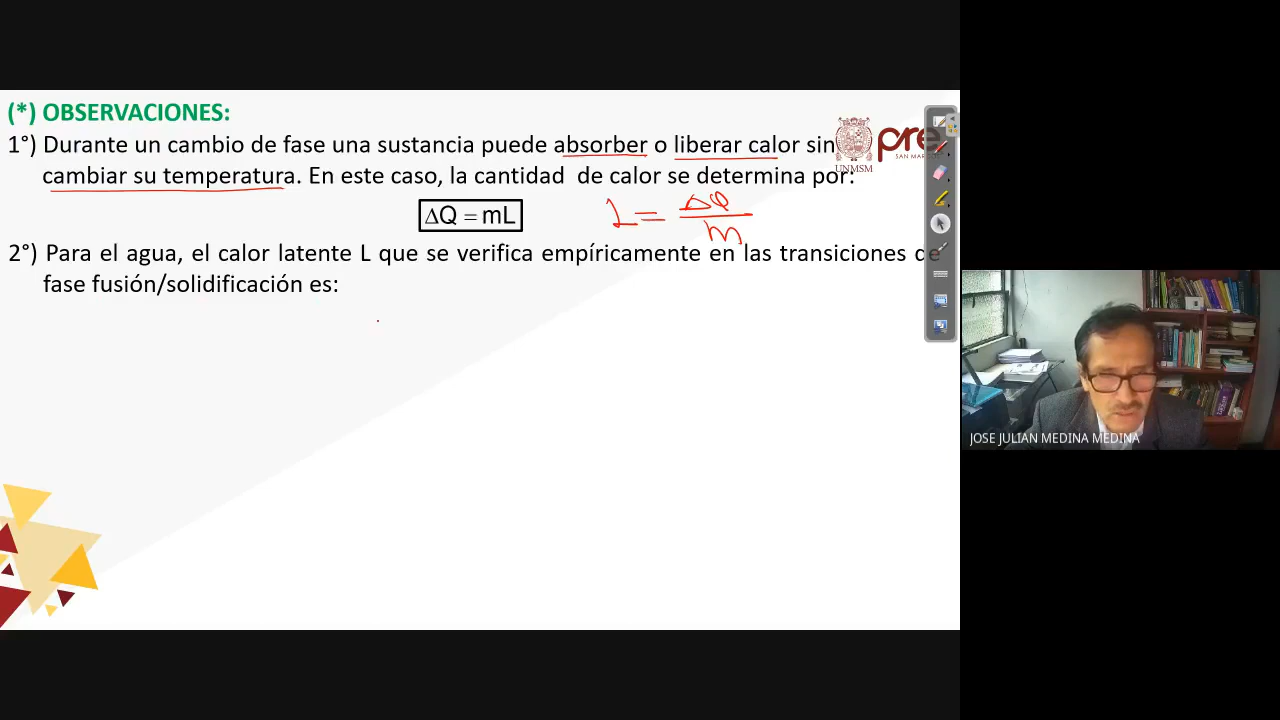 (*) OBSERVACIONES:
1°) Durante un cambio de fase una sustancia puede absorber o liberar calor sin
cambiar su temperatura. En este caso, la cantidad de calor se determina por:
ΔQ = mL
L = ΔQ
m
2°) Para el agua, el calor latente L que se verifica empíricamente en las transiciones de
fase fusión/solidificación es:
pre
SAN MARCOS
UNMSM
JOSE JULIAN MEDINA MEDINA